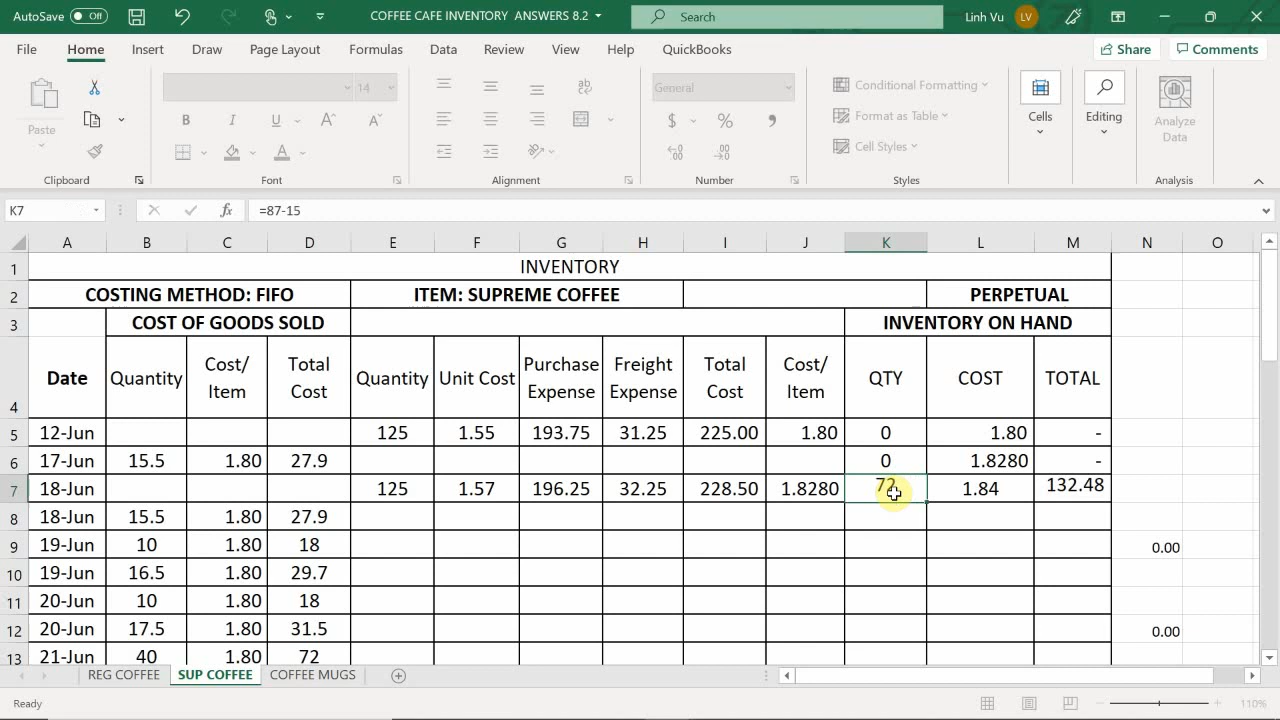 AutoSave Off COFFEE CAFE INVENTORY ANSWERS 8.2 Search Linh Vu LV
File Home Insert Draw Page Layout Formulas Data Review View Help QuickBooks Share Comments
Paste
14
General
B I U A A
$ % ,
Conditional Formatting
Format as Table
Cell Styles
Cells
Editing
Analyze
Data
Clipboard Font Alignment Number Styles Analysis
K7 fx =87-15
A B C D E F G H I J K L M N O
1 INVENTORY
2 COSTING METHOD: FIFO ITEM: SUPREME COFFEE PERPETUAL
3 COST OF GOODS SOLD INVENTORY ON HAND
4 Date Quantity Cost/ Item Total Cost Quantity Unit Cost Purchase Expense Freight Expense Total Cost Cost/ Item QTY COST TOTAL
5 12-Jun 125 1.55 193.75 31.25 225.00 1.80 0 1.80 -
6 17-Jun 15.5 1.80 27.9 0 1.8280 -
7 18-Jun 125 1.57 196.25 32.25 228.50 1.8280 72 1.84 132.48
8 18-Jun 15.5 1.80 27.9
9 19-Jun 10 1.80 18 0.00
10 19-Jun 16.5 1.80 29.7
11 20-Jun 10 1.80 18
12 20-Jun 17.5 1.80 31.5 0.00
13 21-Jun 40 1.80 72
REG COFFEE SUP COFFEE COFFEE MUGS
Ready 110%